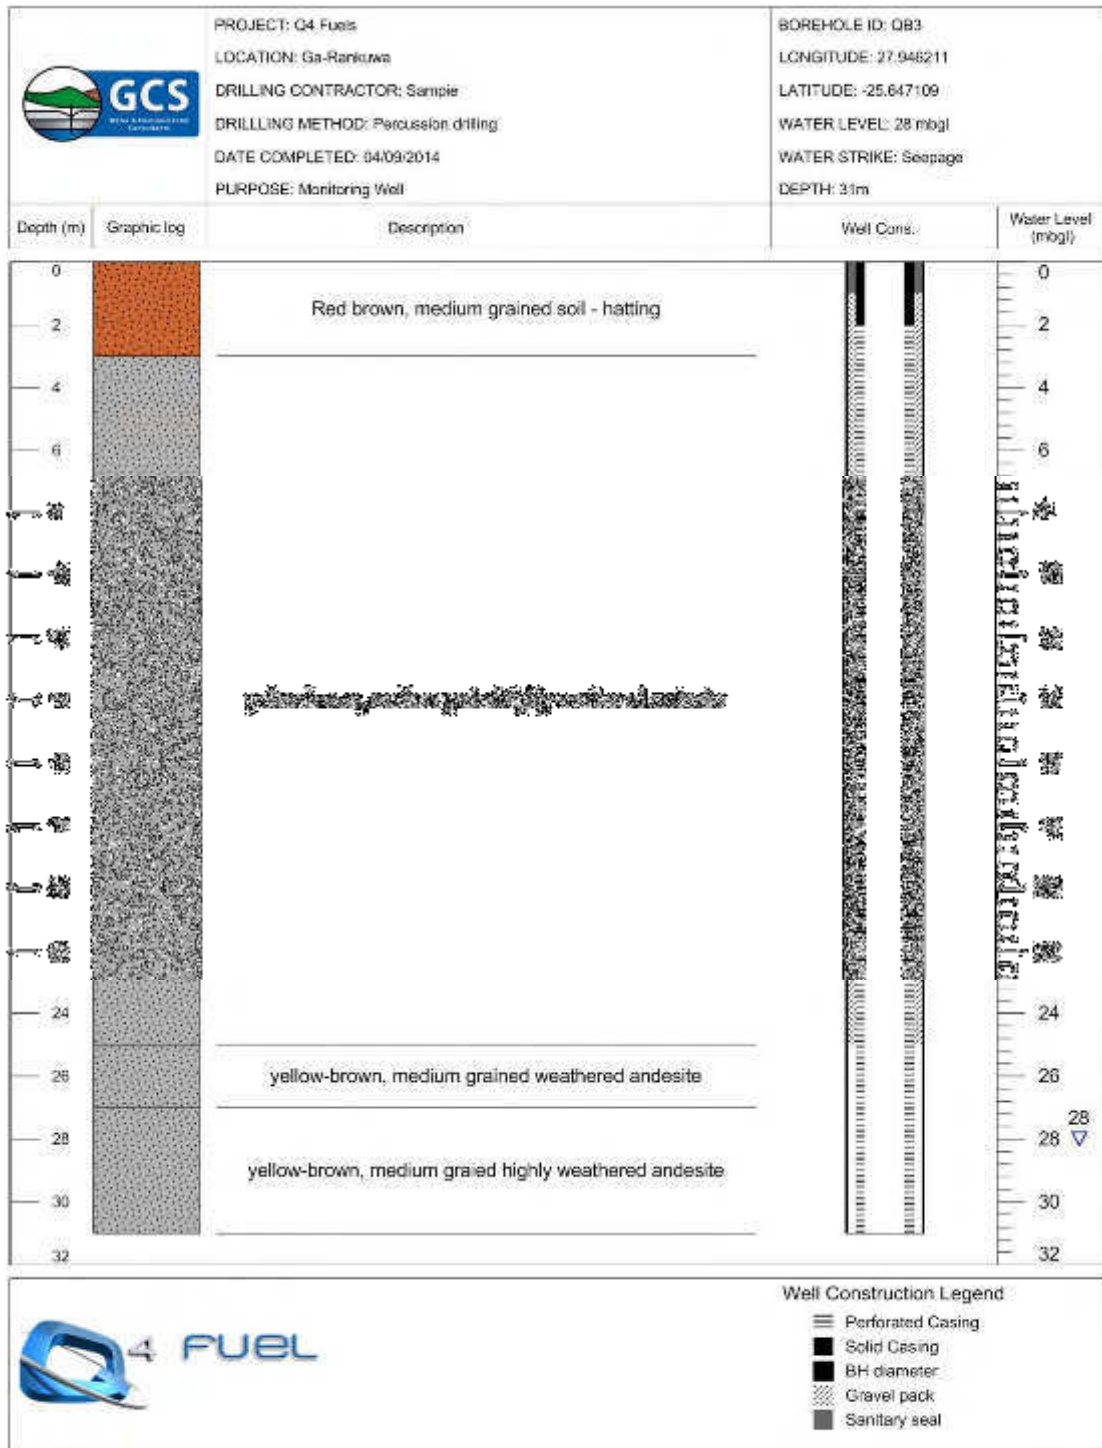 PROJECT: Q4 Fuels
LOCATION: Ga-Rankuwa
DRILLING CONTRACTOR: Sample
DRILLLING METHOD: Percussion drilling
DATE COMPLETED: 04/09/2014
PURPOSE: Monitoring Well
BOREHOLE ID: QB3
LONGITUDE: 27.946211
LATITUDE: -25.647109
WATER LEVEL: 28 mbgl
WATER STRIKE: Seepage
DEPTH: 31m
GCS
Depth (m) Graphic log Description Well Cons. Water Level
(mbgl)
0 0
Red brown, medium grained soil - hatting
2 2
4 4
6 6
24 24
yellow-brown, medium grained weathered andesite
26 26
28
28 28
yellow-brown, medium graied highly weathered andesite
30 30
32 32
Q4 FUEL
Well Construction Legend
Perforated Casing
Solid Casing
BH diameter
Gravel pack
Sanitary seal